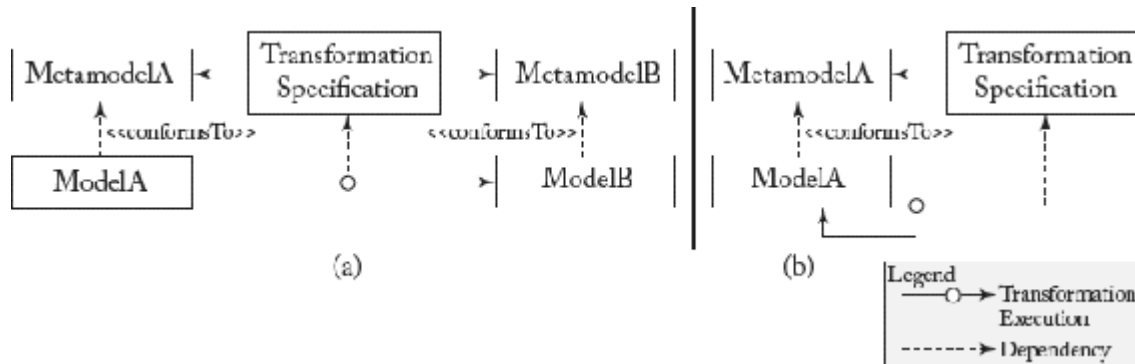 MetamodelA
Transformation
Specification
MetamodelB
<<conformsTo>>
<<conformsTo>>
ModelA
ModelB
(a)
MetamodelA
Transformation
Specification
<<conformsTo>>
ModelA
(b)
Legend
Transformation
Execution
Dependency